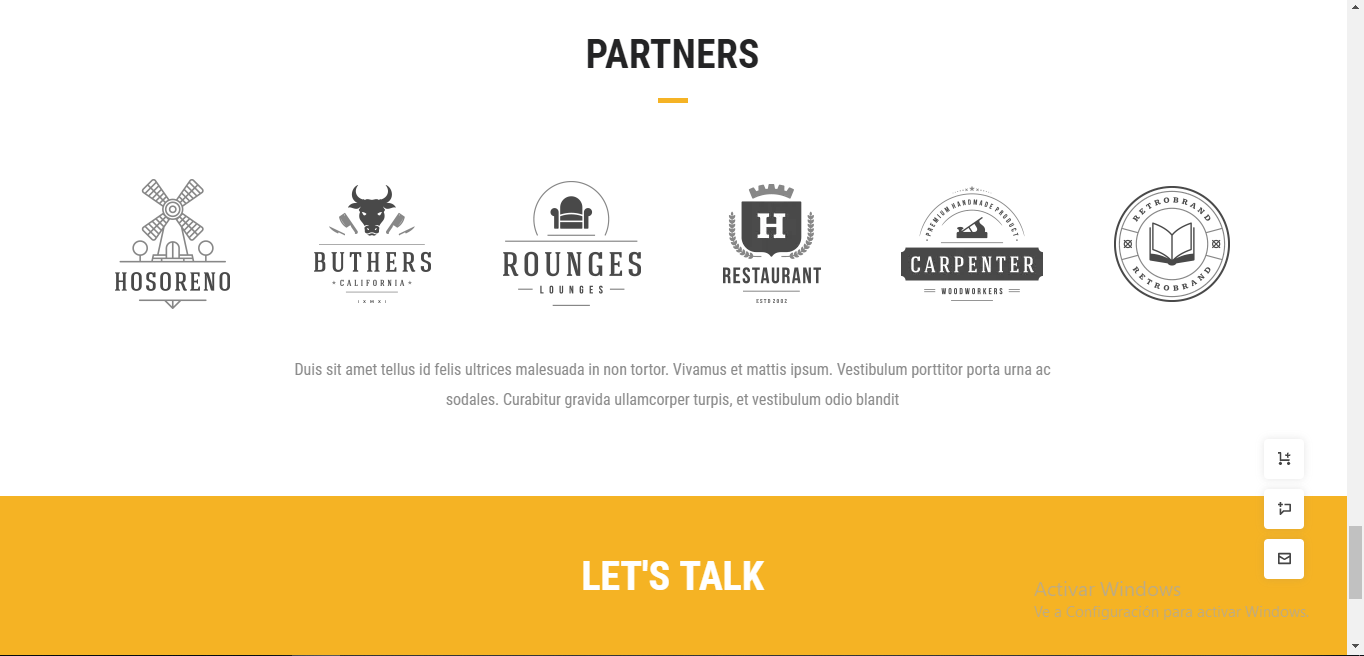 PARTNERS
HOSORENO
BUTHERS
CALIFORNIA
IXMXI
ROUNGES
LOUNGES
H
RESTAURANT
ESTD 2002
PREMIUM HANDMADE PRODUCT
CARPENTER
WOODWORKERS
RETROBRAND
RETROBRAND
Duis sit amet tellus id felis ultrices malesuada in non tortor. Vivamus et mattis ipsum. Vestibulum porttitor porta urna ac
sodales. Curabitur gravida ullamcorper turpis, et vestibulum odio blandit
LET'S TALK
Activar Windows
Ve a Configuración para activar Windows.